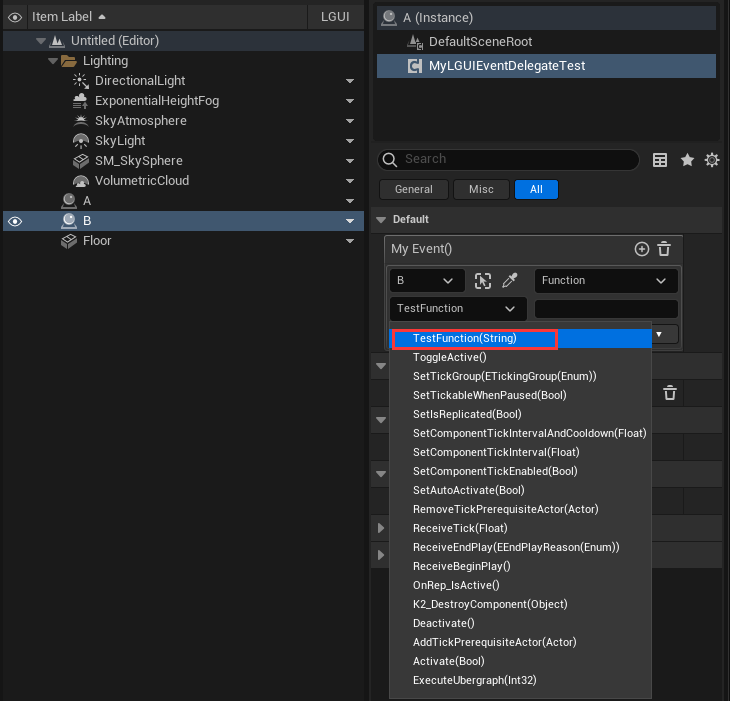 Item Label
LGUI
Untitled (Editor)
Lighting
DirectionalLight
ExponentialHeightFog
SkyAtmosphere
SkyLight
SM_SkySphere
VolumetricCloud
A
B
Floor
A (Instance)
DefaultSceneRoot
MyLGUIEventDelegateTest
Search
General
Misc
All
Default
My Event()
B
Function
TestFunction
TestFunction(String)
ToggleActive()
SetTickGroup(ETickingGroup(Enum))
SetTickableWhenPaused(Bool)
SetIsReplicated(Bool)
SetComponentTickIntervalAndCooldown(Float)
SetComponentTickInterval(Float)
SetComponentTickEnabled(Bool)
SetAutoActivate(Bool)
RemoveTickPrerequisiteActor(Actor)
ReceiveTick(Float)
ReceiveEndPlay(EEndPlayReason(Enum))
ReceiveBeginPlay()
OnRep_IsActive()
K2_DestroyComponent(Object)
Deactivate()
AddTickPrerequisiteActor(Actor)
Activate(Bool)
ExecuteUbergraph(Int32)